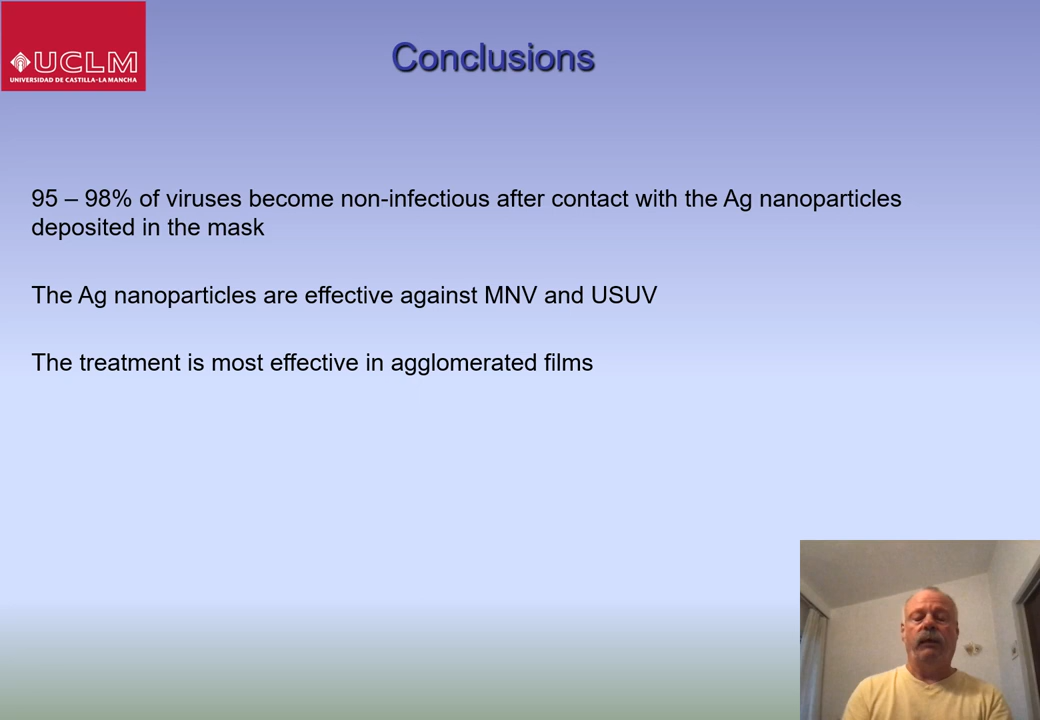 UCLM
UNIVERSIDAD DE CASTILLA-LA MANCHA
Conclusions
95 – 98% of viruses become non-infectious after contact with the Ag nanoparticles
deposited in the mask
The Ag nanoparticles are effective against MNV and USUV
The treatment is most effective in agglomerated films